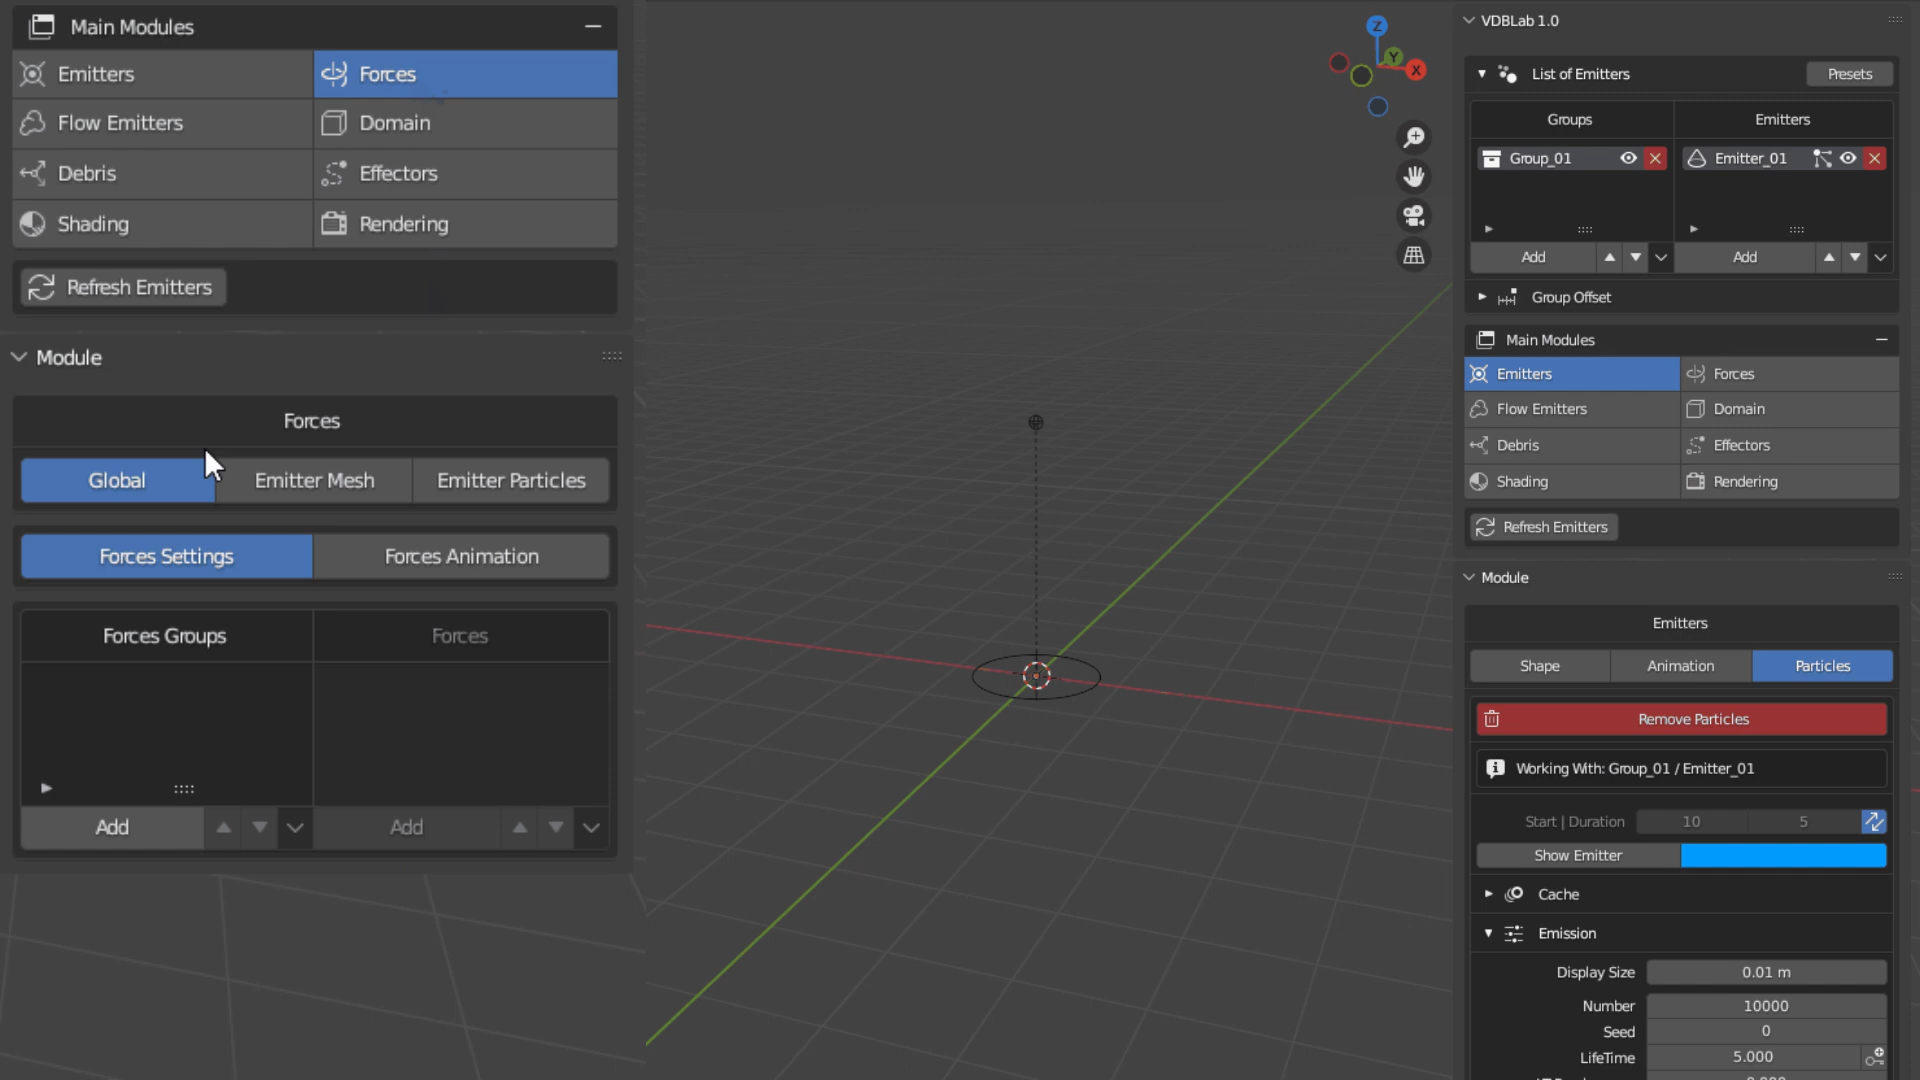 Main Modules
Emitters
Forces
Flow Emitters
Domain
Debris
Effectors
Shading
Rendering
Refresh Emitters
Module
Forces
Global
Emitter Mesh
Emitter Particles
Forces Settings
Forces Animation
Forces Groups
Forces
Add
Add
Z
Y
X
VDBLab 1.0
List of Emitters
Presets
Groups
Emitters
Group_01
Emitter_01
Add
Add
Group Offset
Main Modules
Emitters
Forces
Flow Emitters
Domain
Debris
Effectors
Shading
Rendering
Refresh Emitters
Module
Emitters
Shape
Animation
Particles
Remove Particles
Working With: Group_01 / Emitter_01
Start | Duration 10 5
Show Emitter
Cache
Emission
Display Size 0.01 m
Number 10000
Seed 0
LifeTime 5.000